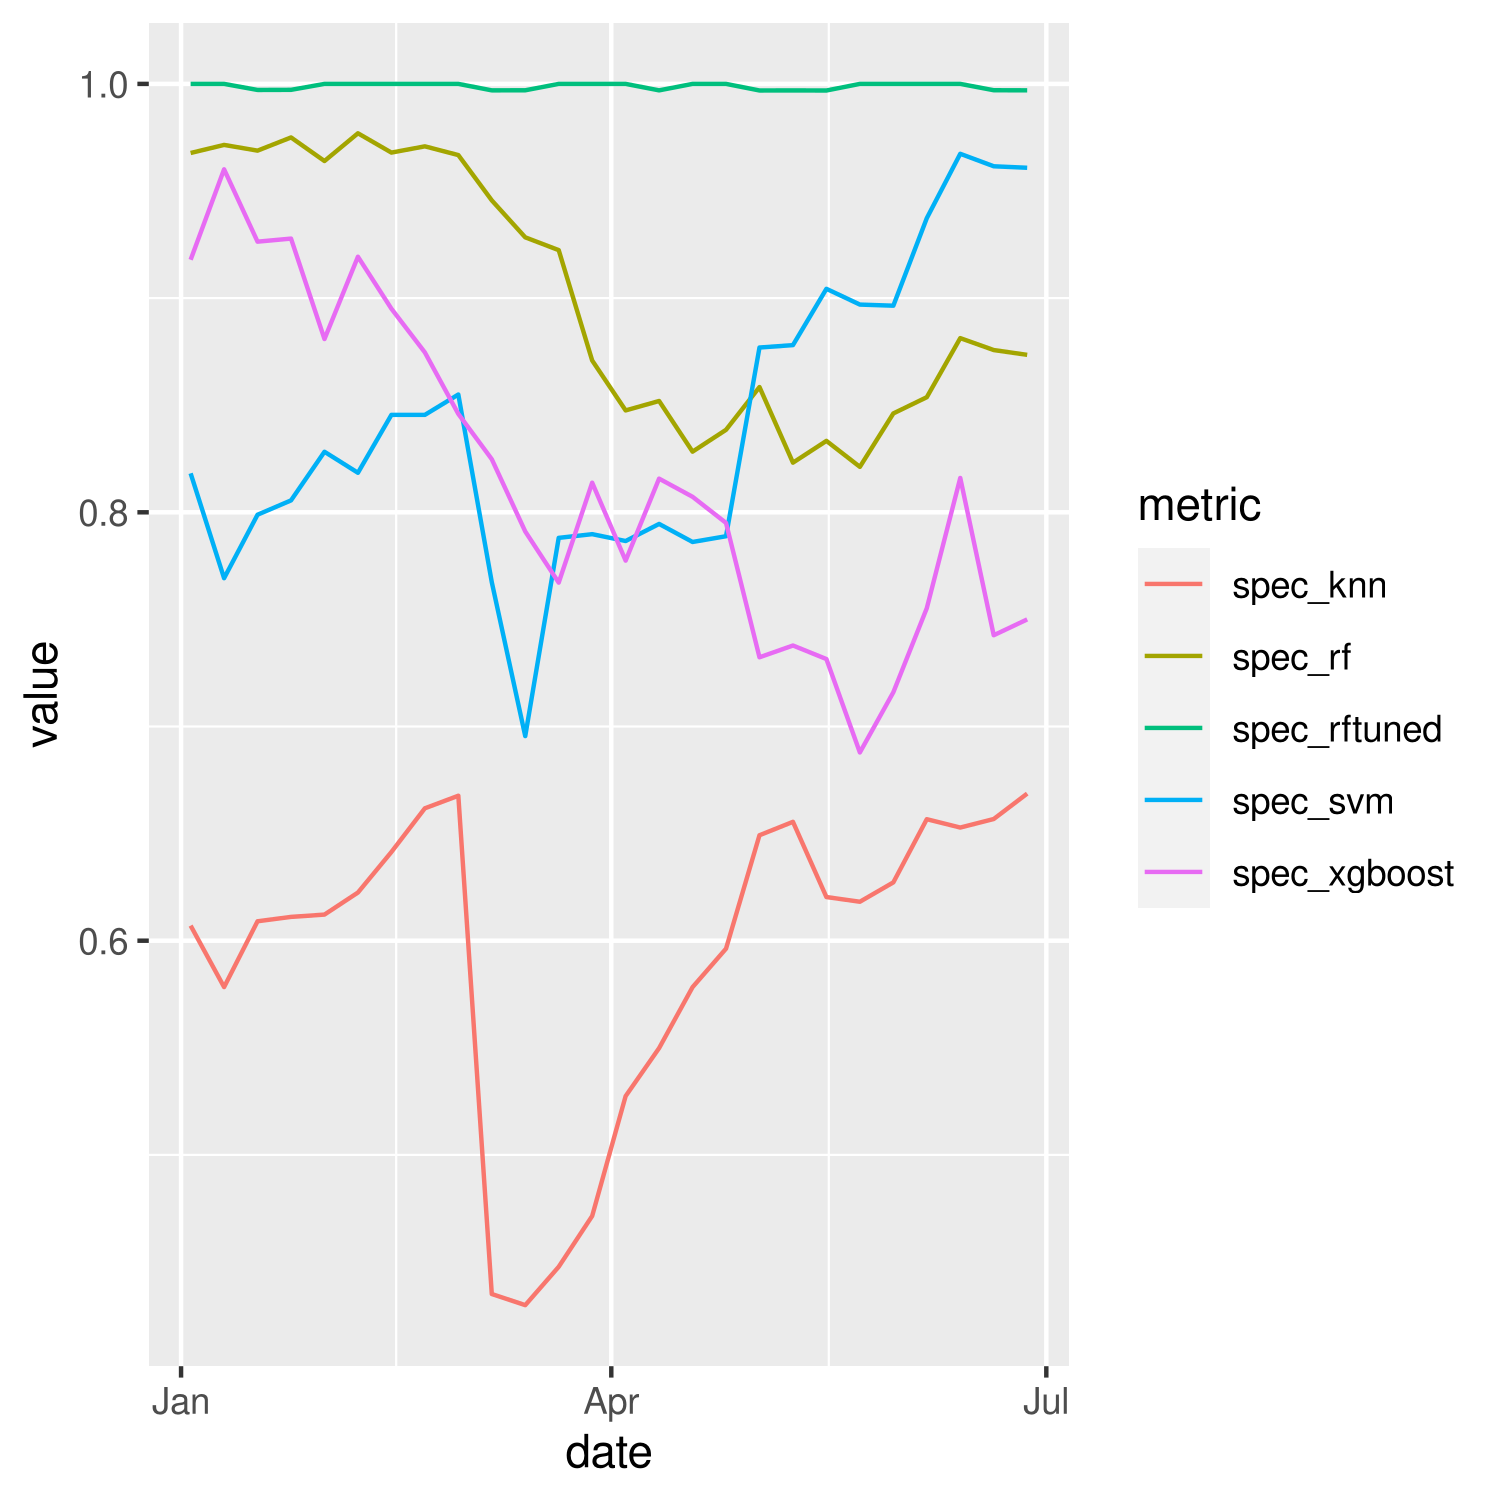 1.0
0.8
0.6
value
Jan
Apr
Jul
date
metric
spec_knn
spec_rf
spec_rftuned
spec_svm
spec_xgboost